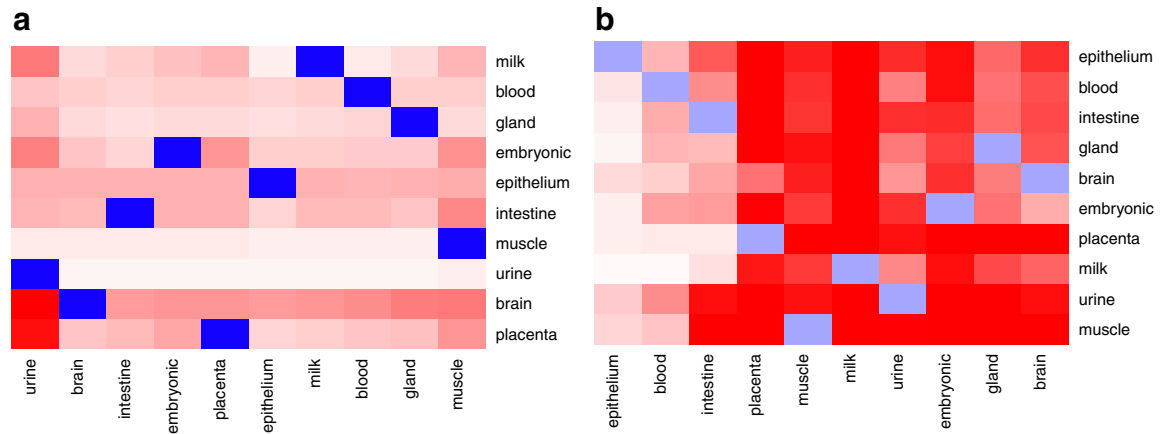 a
milk
blood
gland
embryonic
epithelium
intestine
muscle
urine
brain
placenta
urine
brain
intestine
embryonic
placenta
epithelium
milk
blood
gland
muscle
b
epithelium
blood
intestine
gland
brain
embryonic
placenta
milk
urine
muscle
epithelium
blood
intestine
placenta
muscle
milk
urine
embryonic
gland
brain